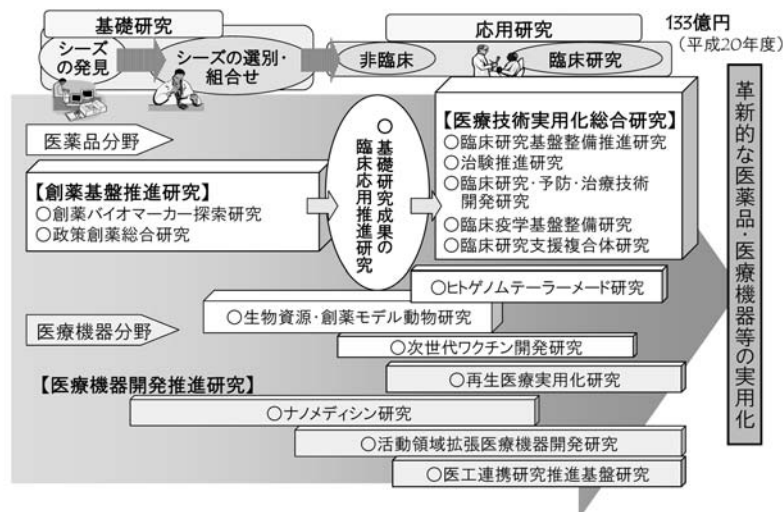 基礎研究
応用研究
133億円
（平成20年度）
シーズ
の発見
シーズの選別・
組合せ
非臨床
臨床研究
医薬品分野
【創薬基盤推進研究】
○創薬バイオマーカー探索研究
○政策創薬総合研究
○基礎研究成果の
臨床応用推進研究
【医療技術実用化総合研究】
○臨床研究基盤整備推進研究
○治験推進研究
○臨床研究・予防・治療技術
開発研究
○臨床疫学基盤整備研究
○臨床研究支援複合体研究
革新的な医薬品・医療機器等の実用化
○ヒトゲノムテーラーメード研究
医療機器分野
○生物資源・創薬モデル動物研究
○次世代ワクチン開発研究
【医療機器開発推進研究】
○再生医療実用化研究
○ナノメディシン研究
○活動領域拡張医療機器開発研究
○医工連携研究推進基盤研究